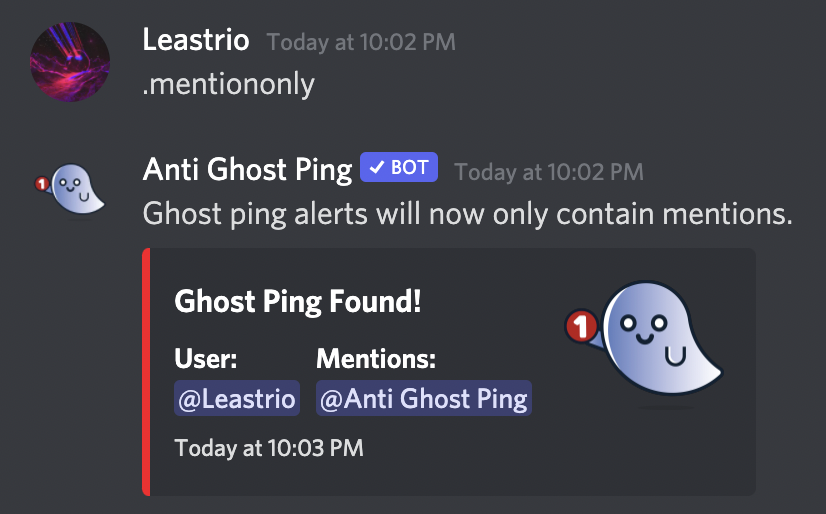 Leastrio Today at 10:02 PM
.mentiononly
1
Anti Ghost Ping BOT Today at 10:02 PM
Ghost ping alerts will now only contain mentions.
Ghost Ping Found!
1
User: Mentions:
@Leastrio @Anti Ghost Ping
Today at 10:03 PM